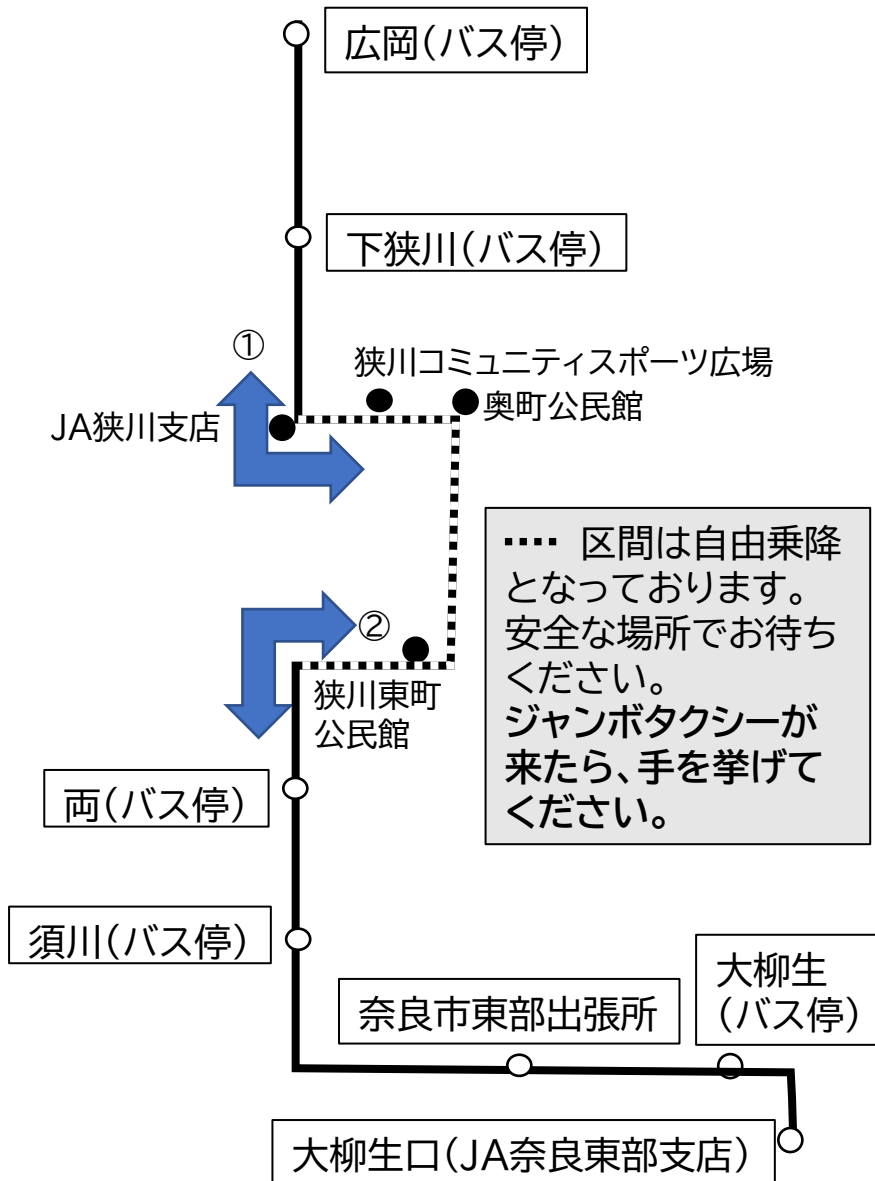 広岡(バス停)
下狭川(バス停)
①
狭川コミュニティスポーツ広場
奥町公民館
JA狭川支店
···· 区間は自由乗降
となっております。
安全な場所でお待ち
ください。
ジャンボタクシーが
来たら、手を挙げて
ください。
②
狭川東町
公民館
両(バス停)
須川(バス停)
奈良市東部出張所
大柳生
(バス停)
大柳生口(JA奈良東部支店)